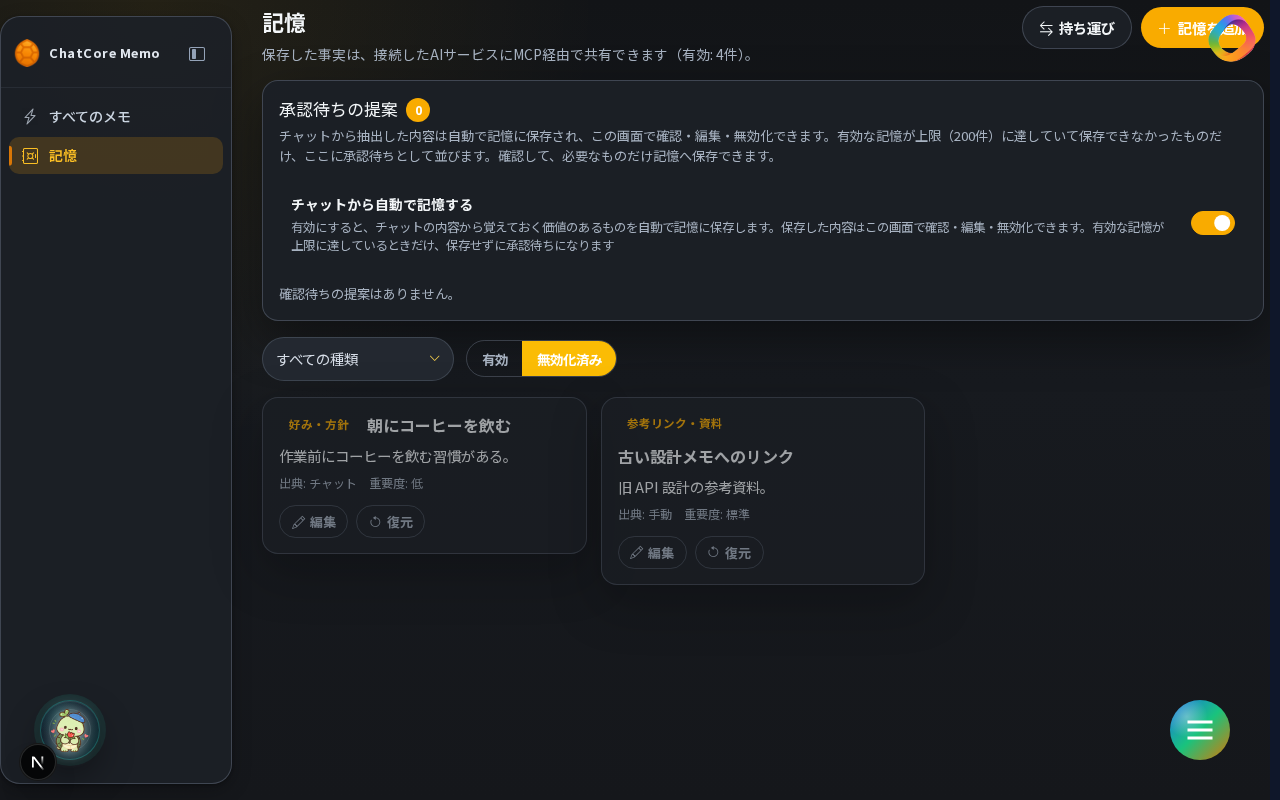 ChatCore Memo
すべてのメモ
記憶
記憶
保存した事実は、接続したAIサービスにMCP経由で共有できます（有効: 4件）。
持ち運び
記憶を追加
承認待ちの提案 0
チャットから抽出した内容は自動で記憶に保存され、この画面で確認・編集・無効化できます。有効な記憶が上限（200件）に達していて保存できなかったものだ
け、ここに承認待ちとして並びます。確認して、必要なものだけ記憶へ保存できます。
チャットから自動で記憶する
有効にすると、チャットの内容から覚えておく価値のあるものを自動で記憶に保存します。保存した内容はこの画面で確認・編集・無効化できます。有効な記憶が
上限に達しているときだけ、保存せずに承認待ちになります
確認待ちの提案はありません。
すべての種類
有効
無効化済み
好み・方針
朝にコーヒーを飲む
作業前にコーヒーを飲む習慣がある。
出典: チャット 重要度: 低
編集
復元
参考リンク・資料
古い設計メモへのリンク
旧 API 設計の参考資料。
出典: 手動 重要度: 標準
編集
復元
N